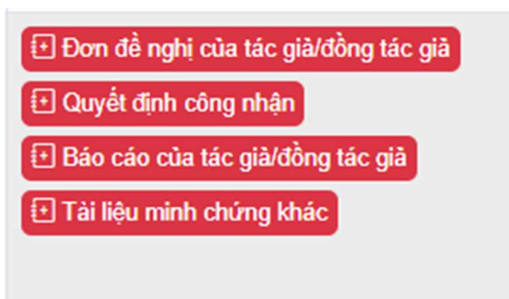 Đơn đề nghị của tác giả/đồng tác giả
Quyết định công nhận
Báo cáo của tác giả/đồng tác giả
Tài liệu minh chứng khác